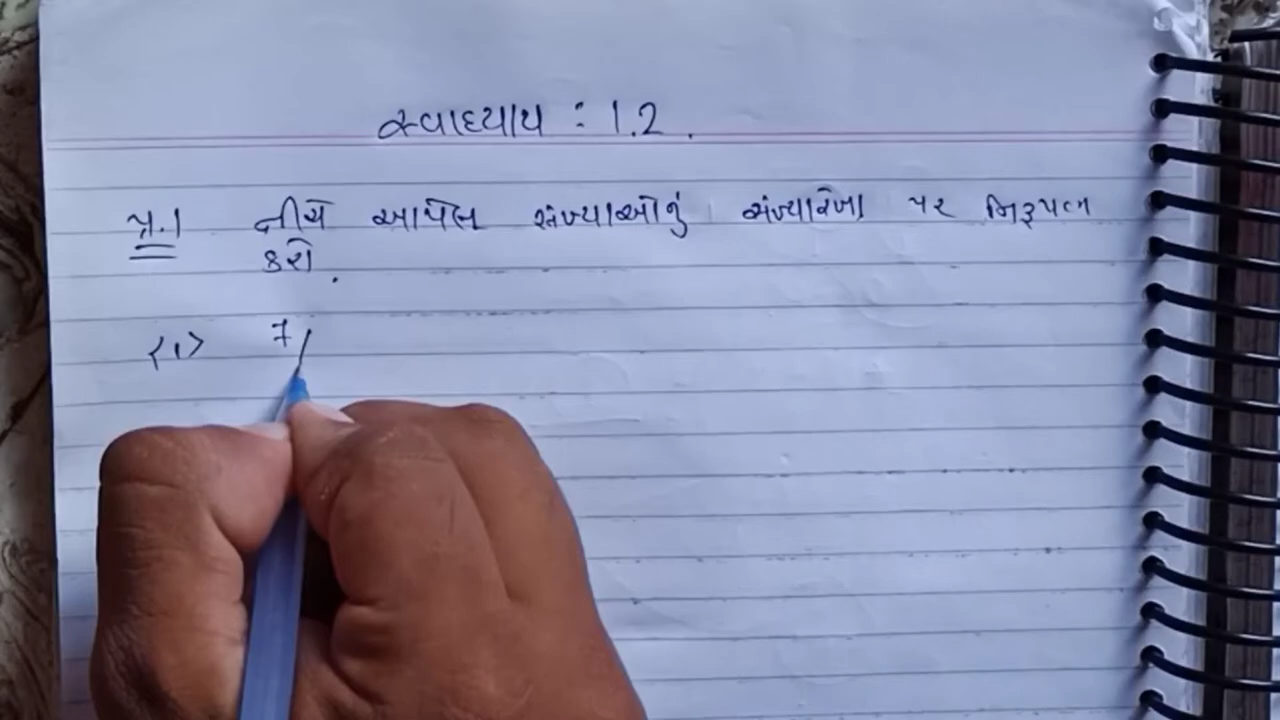 સ્વાધ્યાય : 1.2.
પ્ર.1 નીચે આપેલ સંખ્યાઓનું સંખ્યારેખા પર નિરૂપણ
કરો.
<1> 7/